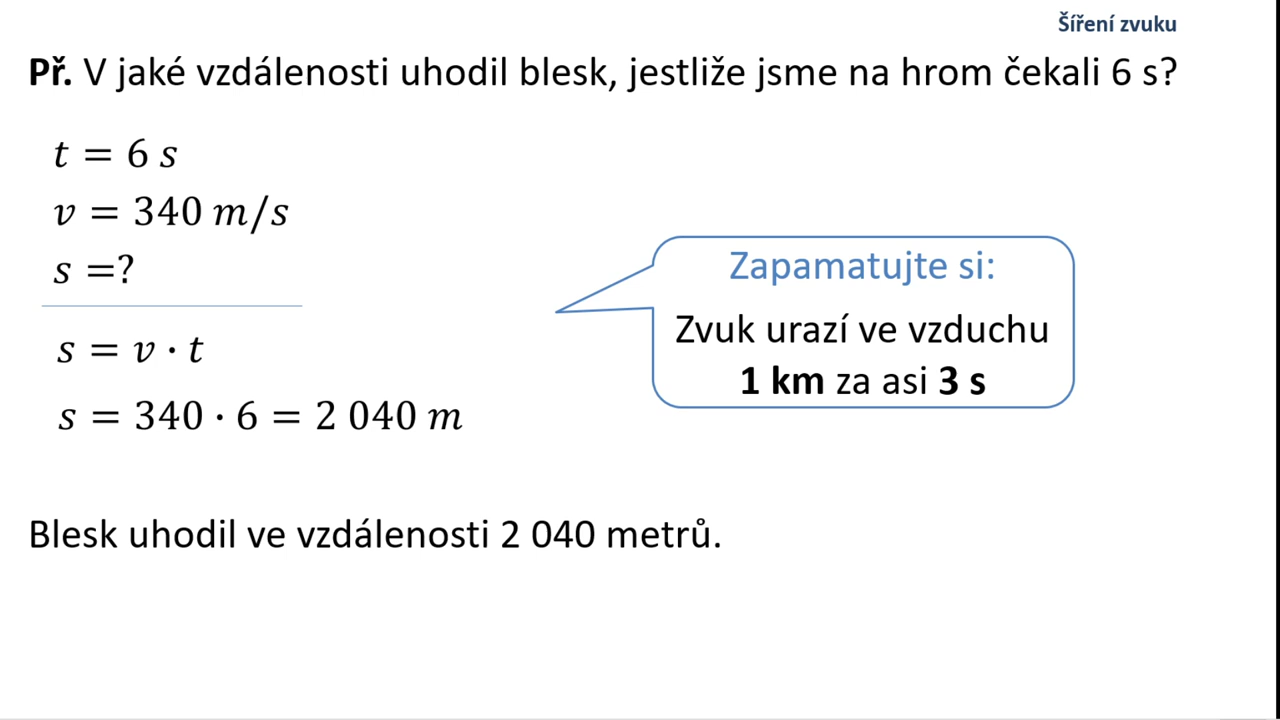 Šíření zvuku
Př. V jaké vzdálenosti uhodil blesk, jestliže jsme na hrom čekali 6 s?
t = 6 s
v = 340 m/s
s =?
s = v · t
s = 340 · 6 = 2 040 m
Zapamatujte si:
Zvuk urazí ve vzduchu
1 km za asi 3 s
Blesk uhodil ve vzdálenosti 2 040 metrů.